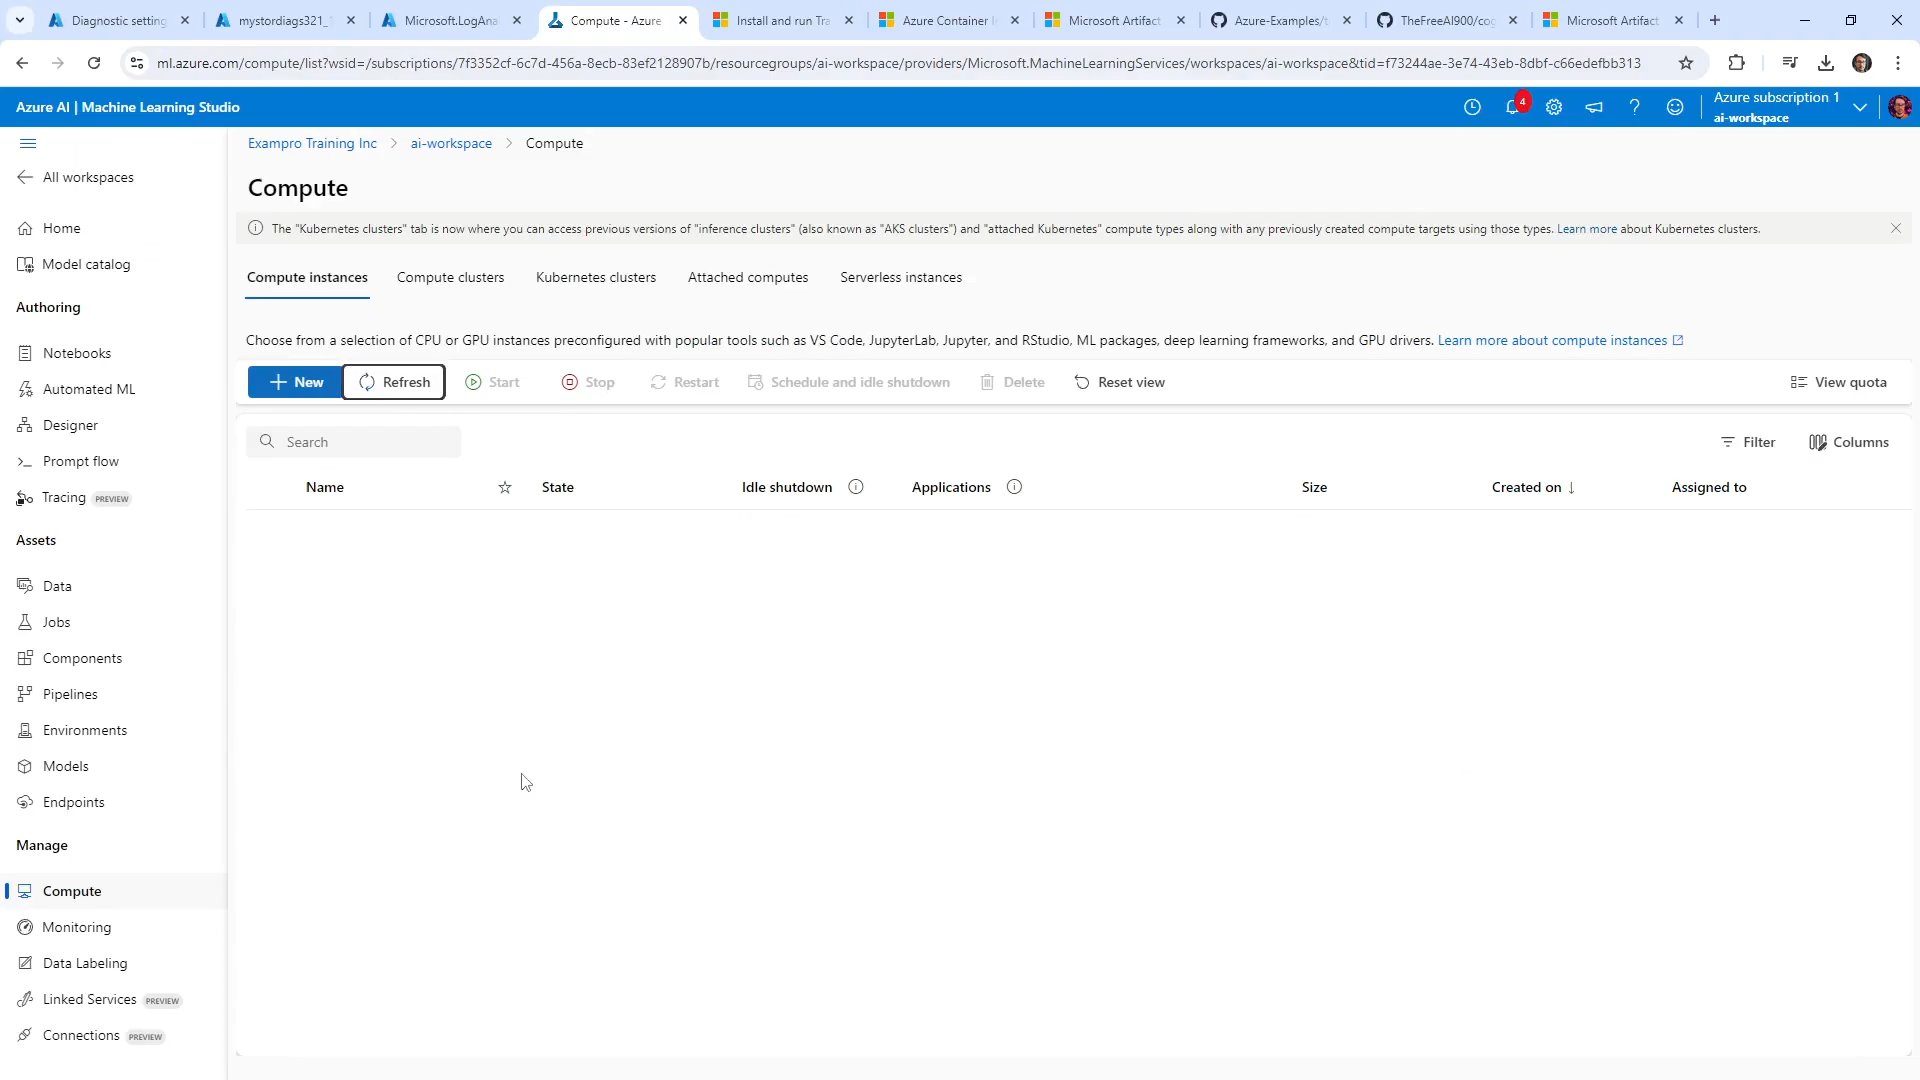 Diagnostic setting
mystordiags321_
Microsoft.LogAnal
Compute - Azure
Install and run Tra
Azure Container I
Microsoft Artifact
Azure-Examples/t
TheFreeAI900/cog
Microsoft Artifact
ml.azure.com/compute/list?wsid=/subscriptions/7f3352cf-6c7d-456a-8ecb-83ef2128907b/resourcegroups/ai-workspace/providers/Microsoft.MachineLearningServices/workspaces/ai-workspace&tid=f73244ae-3e74-43eb-8dbf-c66edefbb313
Azure AI | Machine Learning Studio
4
Azure subscription 1
ai-workspace
All workspaces
Home
Model catalog
Authoring
Notebooks
Automated ML
Designer
Prompt flow
Tracing PREVIEW
Assets
Data
Jobs
Components
Pipelines
Environments
Models
Endpoints
Manage
Compute
Monitoring
Data Labeling
Linked Services PREVIEW
Connections PREVIEW
Exampro Training Inc > ai-workspace > Compute
Compute
The "Kubernetes clusters" tab is now where you can access previous versions of "inference clusters" (also known as "AKS clusters") and "attached Kubernetes" compute types along with any previously created compute targets using those types. Learn more about Kubernetes clusters.
Compute instances Compute clusters Kubernetes clusters Attached computes Serverless instances
Choose from a selection of CPU or GPU instances preconfigured with popular tools such as VS Code, JupyterLab, Jupyter, and RStudio, ML packages, deep learning frameworks, and GPU drivers. Learn more about compute instances
New Refresh Start Stop Restart Schedule and idle shutdown Delete Reset view View quota
Search Filter Columns
Name State Idle shutdown Applications Size Created on ↓ Assigned to